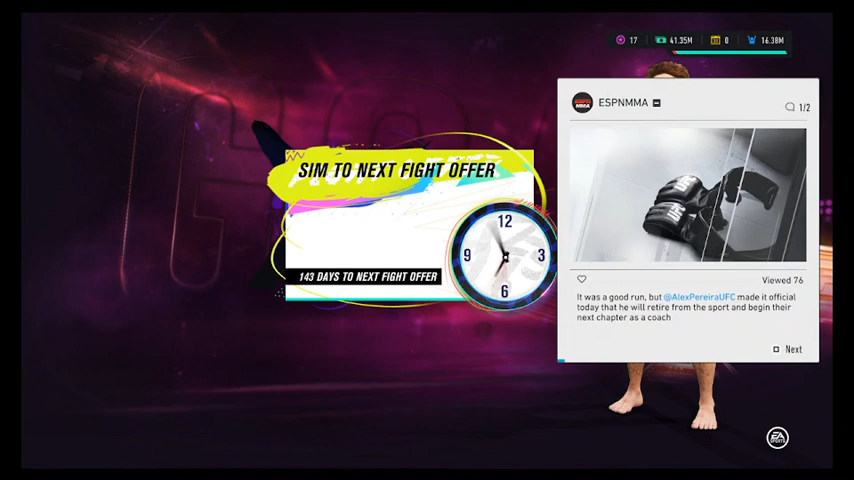 17
41.35M
0
16.38M
ESPNMMA
1/2
SIM TO NEXT FIGHT OFFER
12
9
3
6
143 DAYS TO NEXT FIGHT OFFER
Viewed 76
It was a good run, but @AlexPereiraUFC made it official
today that he will retire from the sport and begin their
next chapter as a coach
Next
EA
SPORTS